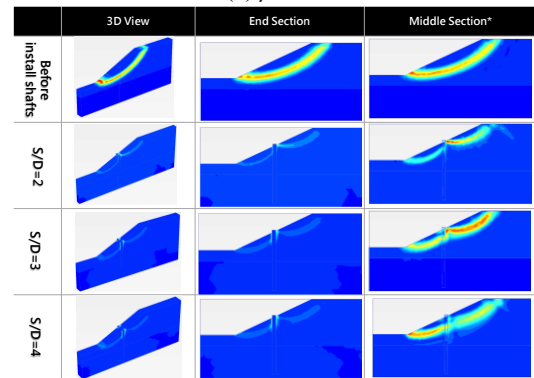 3D View
End Section
Middle Section*
Before
install shafts
S/D=2
S/D=3
S/D=4